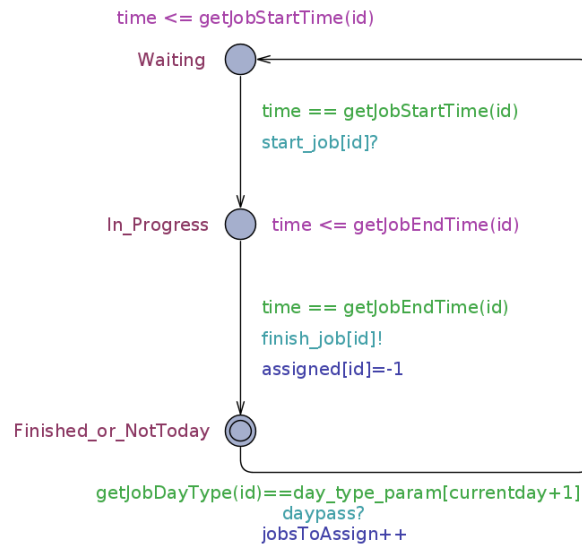 time <= getJobStartTime(id)
Waiting
time == getJobStartTime(id)
start_job[id]?
In_Progress
time <= getJobEndTime(id)
time == getJobEndTime(id)
finish_job[id]!
assigned[id]=-1
Finished_or_NotToday
getJobDayType(id)==day_type_param[currentday+1]
daypass?
jobsToAssign++